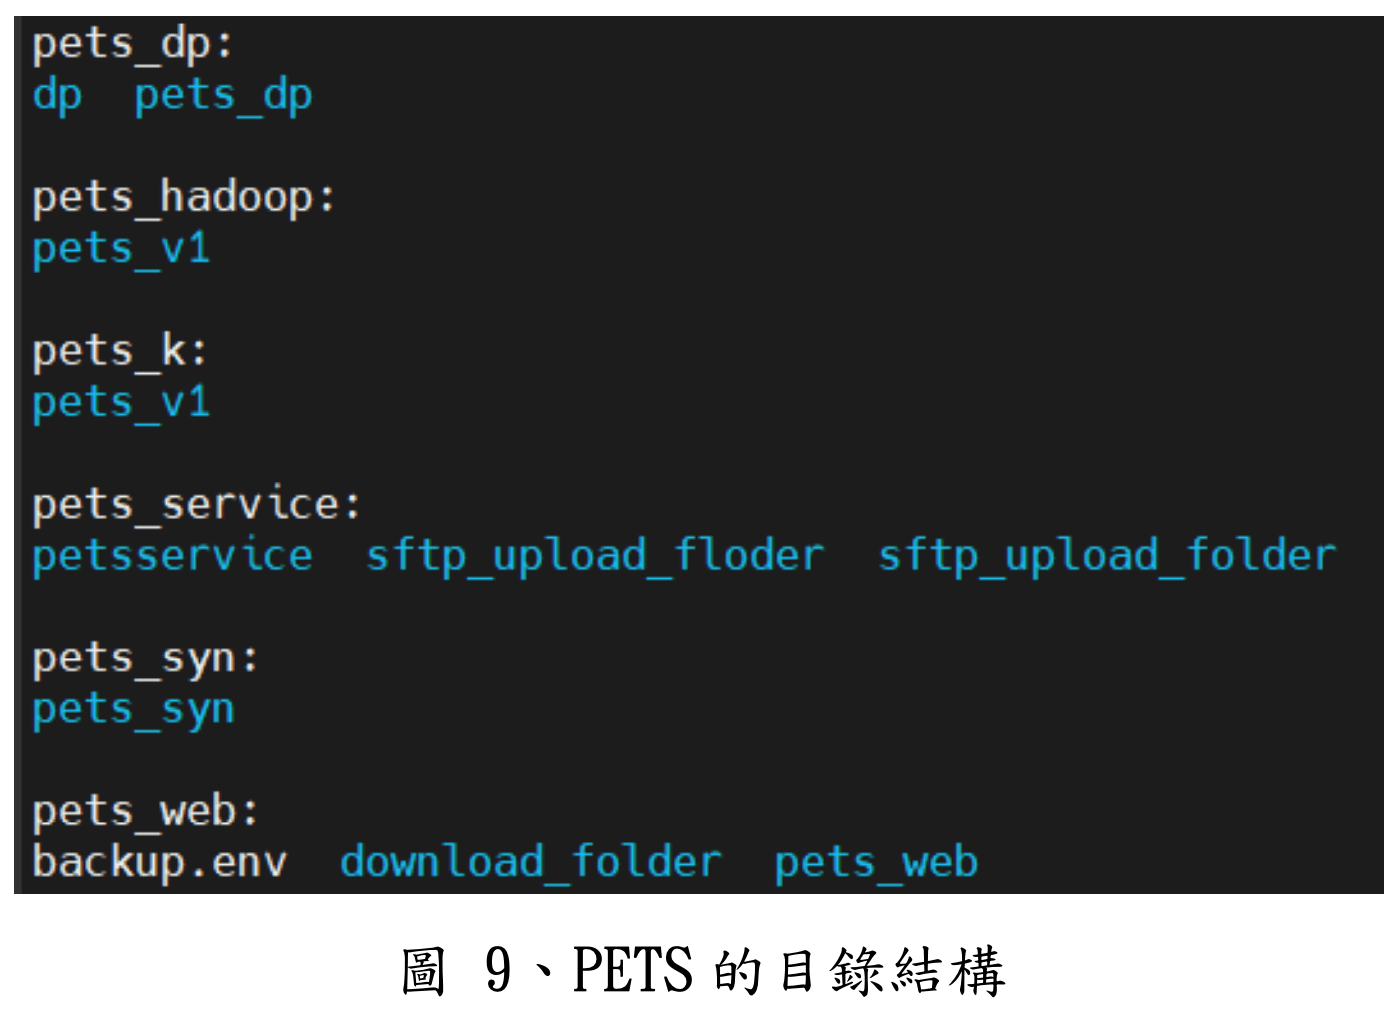 pets_dp:
dp  pets_dp
pets_hadoop:
pets_v1
pets_k:
pets_v1
pets_service:
petsservice  sftp_upload_floder  sftp_upload_folder
pets_syn:
pets_syn
pets_web:
backup.env  download_folder  pets_web
圖 9、PETS 的目錄結構